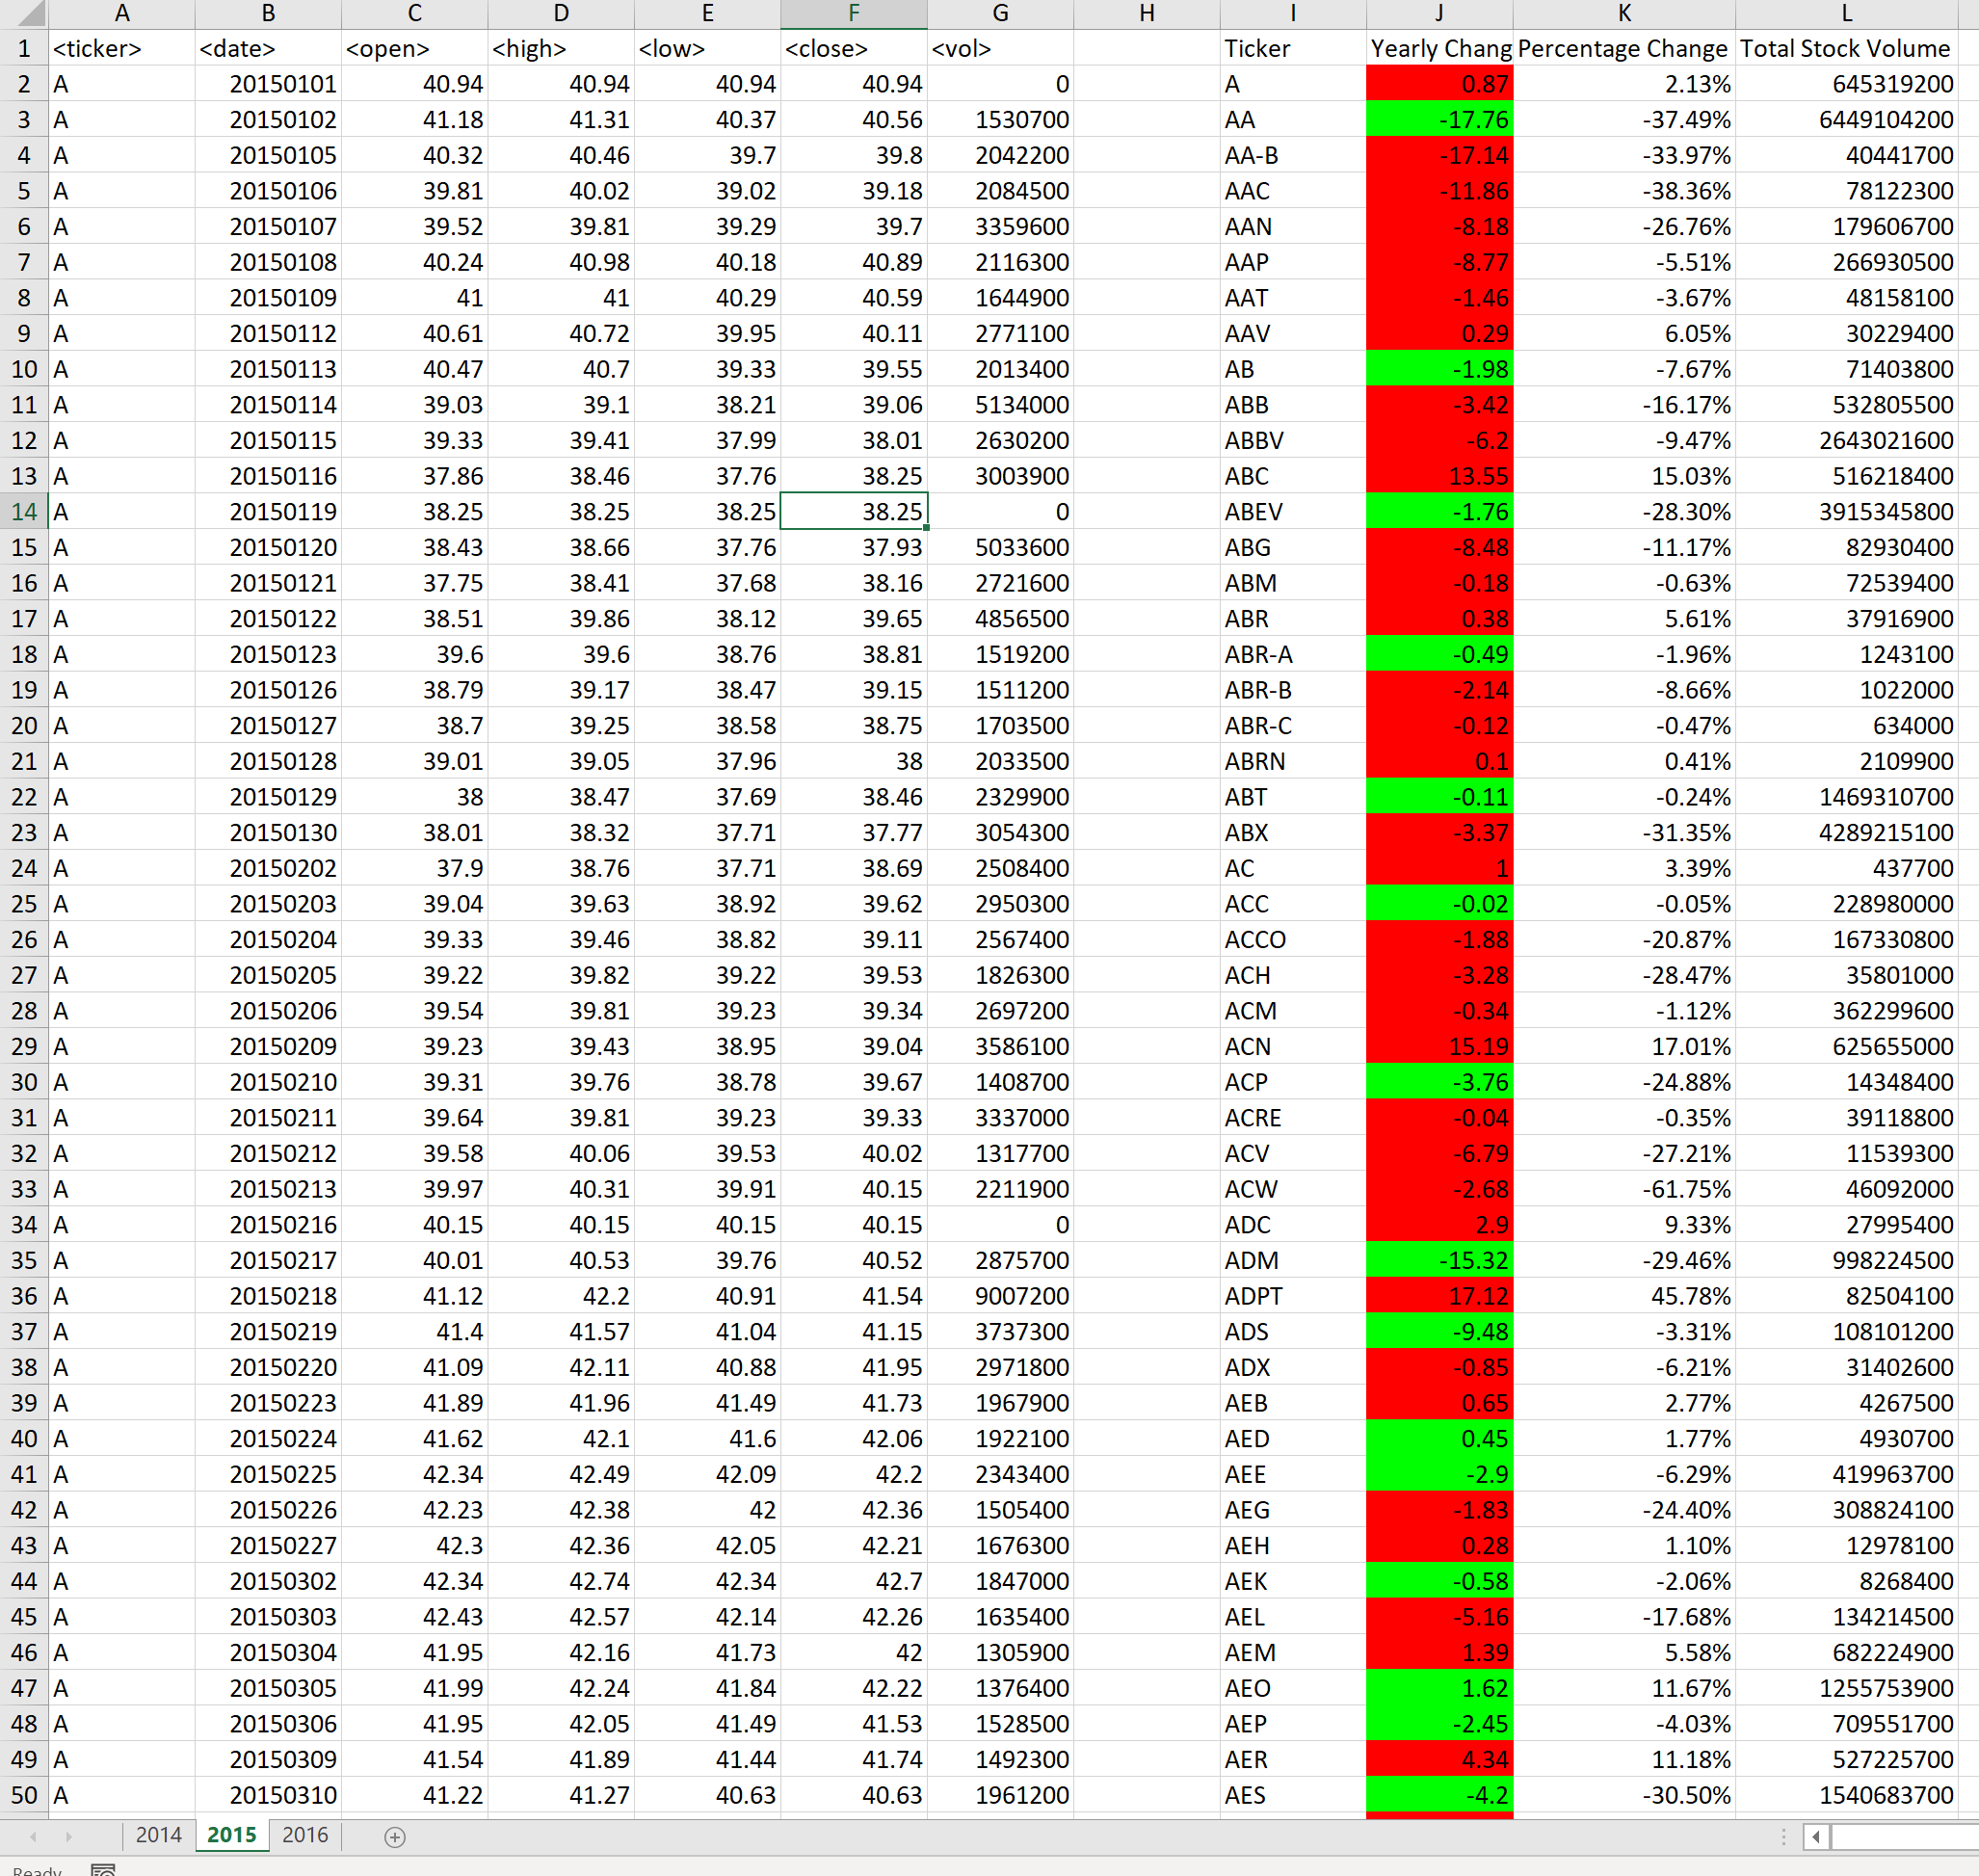 A B C D E F G H I J K L
1 <ticker> <date> <open> <high> <low> <close> <vol> Ticker Yearly Chang Percentage Change Total Stock Volume
2 A 20150101 40.94 40.94 40.94 40.94 0 A 0.87 2.13% 645319200
3 A 20150102 41.18 41.31 40.37 40.56 1530700 AA -17.76 -37.49% 6449104200
4 A 20150105 40.32 40.46 39.7 39.8 2042200 AA-B -17.14 -33.97% 40441700
5 A 20150106 39.81 40.02 39.02 39.18 2084500 AAC -11.86 -38.36% 78122300
6 A 20150107 39.52 39.81 39.29 39.7 3359600 AAN -8.18 -26.76% 179606700
7 A 20150108 40.24 40.98 40.18 40.89 2116300 AAP -8.77 -5.51% 266930500
8 A 20150109 41 41 40.29 40.59 1644900 AAT -1.46 -3.67% 48158100
9 A 20150112 40.61 40.72 39.95 40.11 2771100 AAV 0.29 6.05% 30229400
10 A 20150113 40.47 40.7 39.33 39.55 2013400 AB -1.98 -7.67% 71403800
11 A 20150114 39.03 39.1 38.21 39.06 5134000 ABB -3.42 -16.17% 532805500
12 A 20150115 39.33 39.41 37.99 38.01 2630200 ABBV -6.2 -9.47% 2643021600
13 A 20150116 37.86 38.46 37.76 38.25 3003900 ABC 13.55 15.03% 516218400
14 A 20150119 38.25 38.25 38.25 38.25 0 ABEV -1.76 -28.30% 3915345800
15 A 20150120 38.43 38.66 37.76 37.93 5033600 ABG -8.48 -11.17% 82930400
16 A 20150121 37.75 38.41 37.68 38.16 2721600 ABM -0.18 -0.63% 72539400
17 A 20150122 38.51 39.86 38.12 39.65 4856500 ABR 0.38 5.61% 37916900
18 A 20150123 39.6 39.6 38.76 38.81 1519200 ABR-A -0.49 -1.96% 1243100
19 A 20150126 38.79 39.17 38.47 39.15 1511200 ABR-B -2.14 -8.66% 1022000
20 A 20150127 38.7 39.25 38.58 38.75 1703500 ABR-C -0.12 -0.47% 634000
21 A 20150128 39.01 39.05 37.96 38 2033500 ABRN 0.1 0.41% 2109900
22 A 20150129 38 38.47 37.69 38.46 2329900 ABT -0.11 -0.24% 1469310700
23 A 20150130 38.01 38.32 37.71 37.77 3054300 ABX -3.37 -31.35% 4289215100
24 A 20150202 37.9 38.76 37.71 38.69 2508400 AC 1 3.39% 437700
25 A 20150203 39.04 39.63 38.92 39.62 2950300 ACC -0.02 -0.05% 228980000
26 A 20150204 39.33 39.46 38.82 39.11 2567400 ACCO -1.88 -20.87% 167330800
27 A 20150205 39.22 39.82 39.22 39.53 1826300 ACH -3.28 -28.47% 35801000
28 A 20150206 39.54 39.81 39.23 39.34 2697200 ACM -0.34 -1.12% 362299600
29 A 20150209 39.23 39.43 38.95 39.04 3586100 ACN 15.19 17.01% 625655000
30 A 20150210 39.31 39.76 38.78 39.67 1408700 ACP -3.76 -24.88% 14348400
31 A 20150211 39.64 39.81 39.23 39.33 3337000 ACRE -0.04 -0.35% 39118800
32 A 20150212 39.58 40.06 39.53 40.02 1317700 ACV -6.79 -27.21% 11539300
33 A 20150213 39.97 40.31 39.91 40.15 2211900 ACW -2.68 -61.75% 46092000
34 A 20150216 40.15 40.15 40.15 40.15 0 ADC 2.9 9.33% 27995400
35 A 20150217 40.01 40.53 39.76 40.52 2875700 ADM -15.32 -29.46% 998224500
36 A 20150218 41.12 42.2 40.91 41.54 9007200 ADPT 17.12 45.78% 82504100
37 A 20150219 41.4 41.57 41.04 41.15 3737300 ADS -9.48 -3.31% 108101200
38 A 20150220 41.09 42.11 40.88 41.95 2971800 ADX -0.85 -6.21% 31402600
39 A 20150223 41.89 41.96 41.49 41.73 1967900 AEB 0.65 2.77% 4267500
40 A 20150224 41.62 42.1 41.6 42.06 1922100 AED 0.45 1.77% 4930700
41 A 20150225 42.34 42.49 42.09 42.2 2343400 AEE -2.9 -6.29% 419963700
42 A 20150226 42.23 42.38 42 42.36 1505400 AEG -1.83 -24.40% 308824100
43 A 20150227 42.3 42.36 42.05 42.21 1676300 AEH 0.28 1.10% 12978100
44 A 20150302 42.34 42.74 42.34 42.7 1847000 AEK -0.58 -2.06% 8268400
45 A 20150303 42.43 42.57 42.14 42.26 1635400 AEL -5.16 -17.68% 134214500
46 A 20150304 41.95 42.16 41.73 42 1305900 AEM 1.39 5.58% 682224900
47 A 20150305 41.99 42.24 41.84 42.22 1376400 AEO 1.62 11.67% 1255753900
48 A 20150306 41.95 42.05 41.49 41.53 1528500 AEP -2.45 -4.03% 709551700
49 A 20150309 41.54 41.89 41.44 41.74 1492300 AER 4.34 11.18% 527225700
50 A 20150310 41.22 41.27 40.63 40.63 1961200 AES -4.2 -30.50% 1540683700
2014 2015 2016
Ready